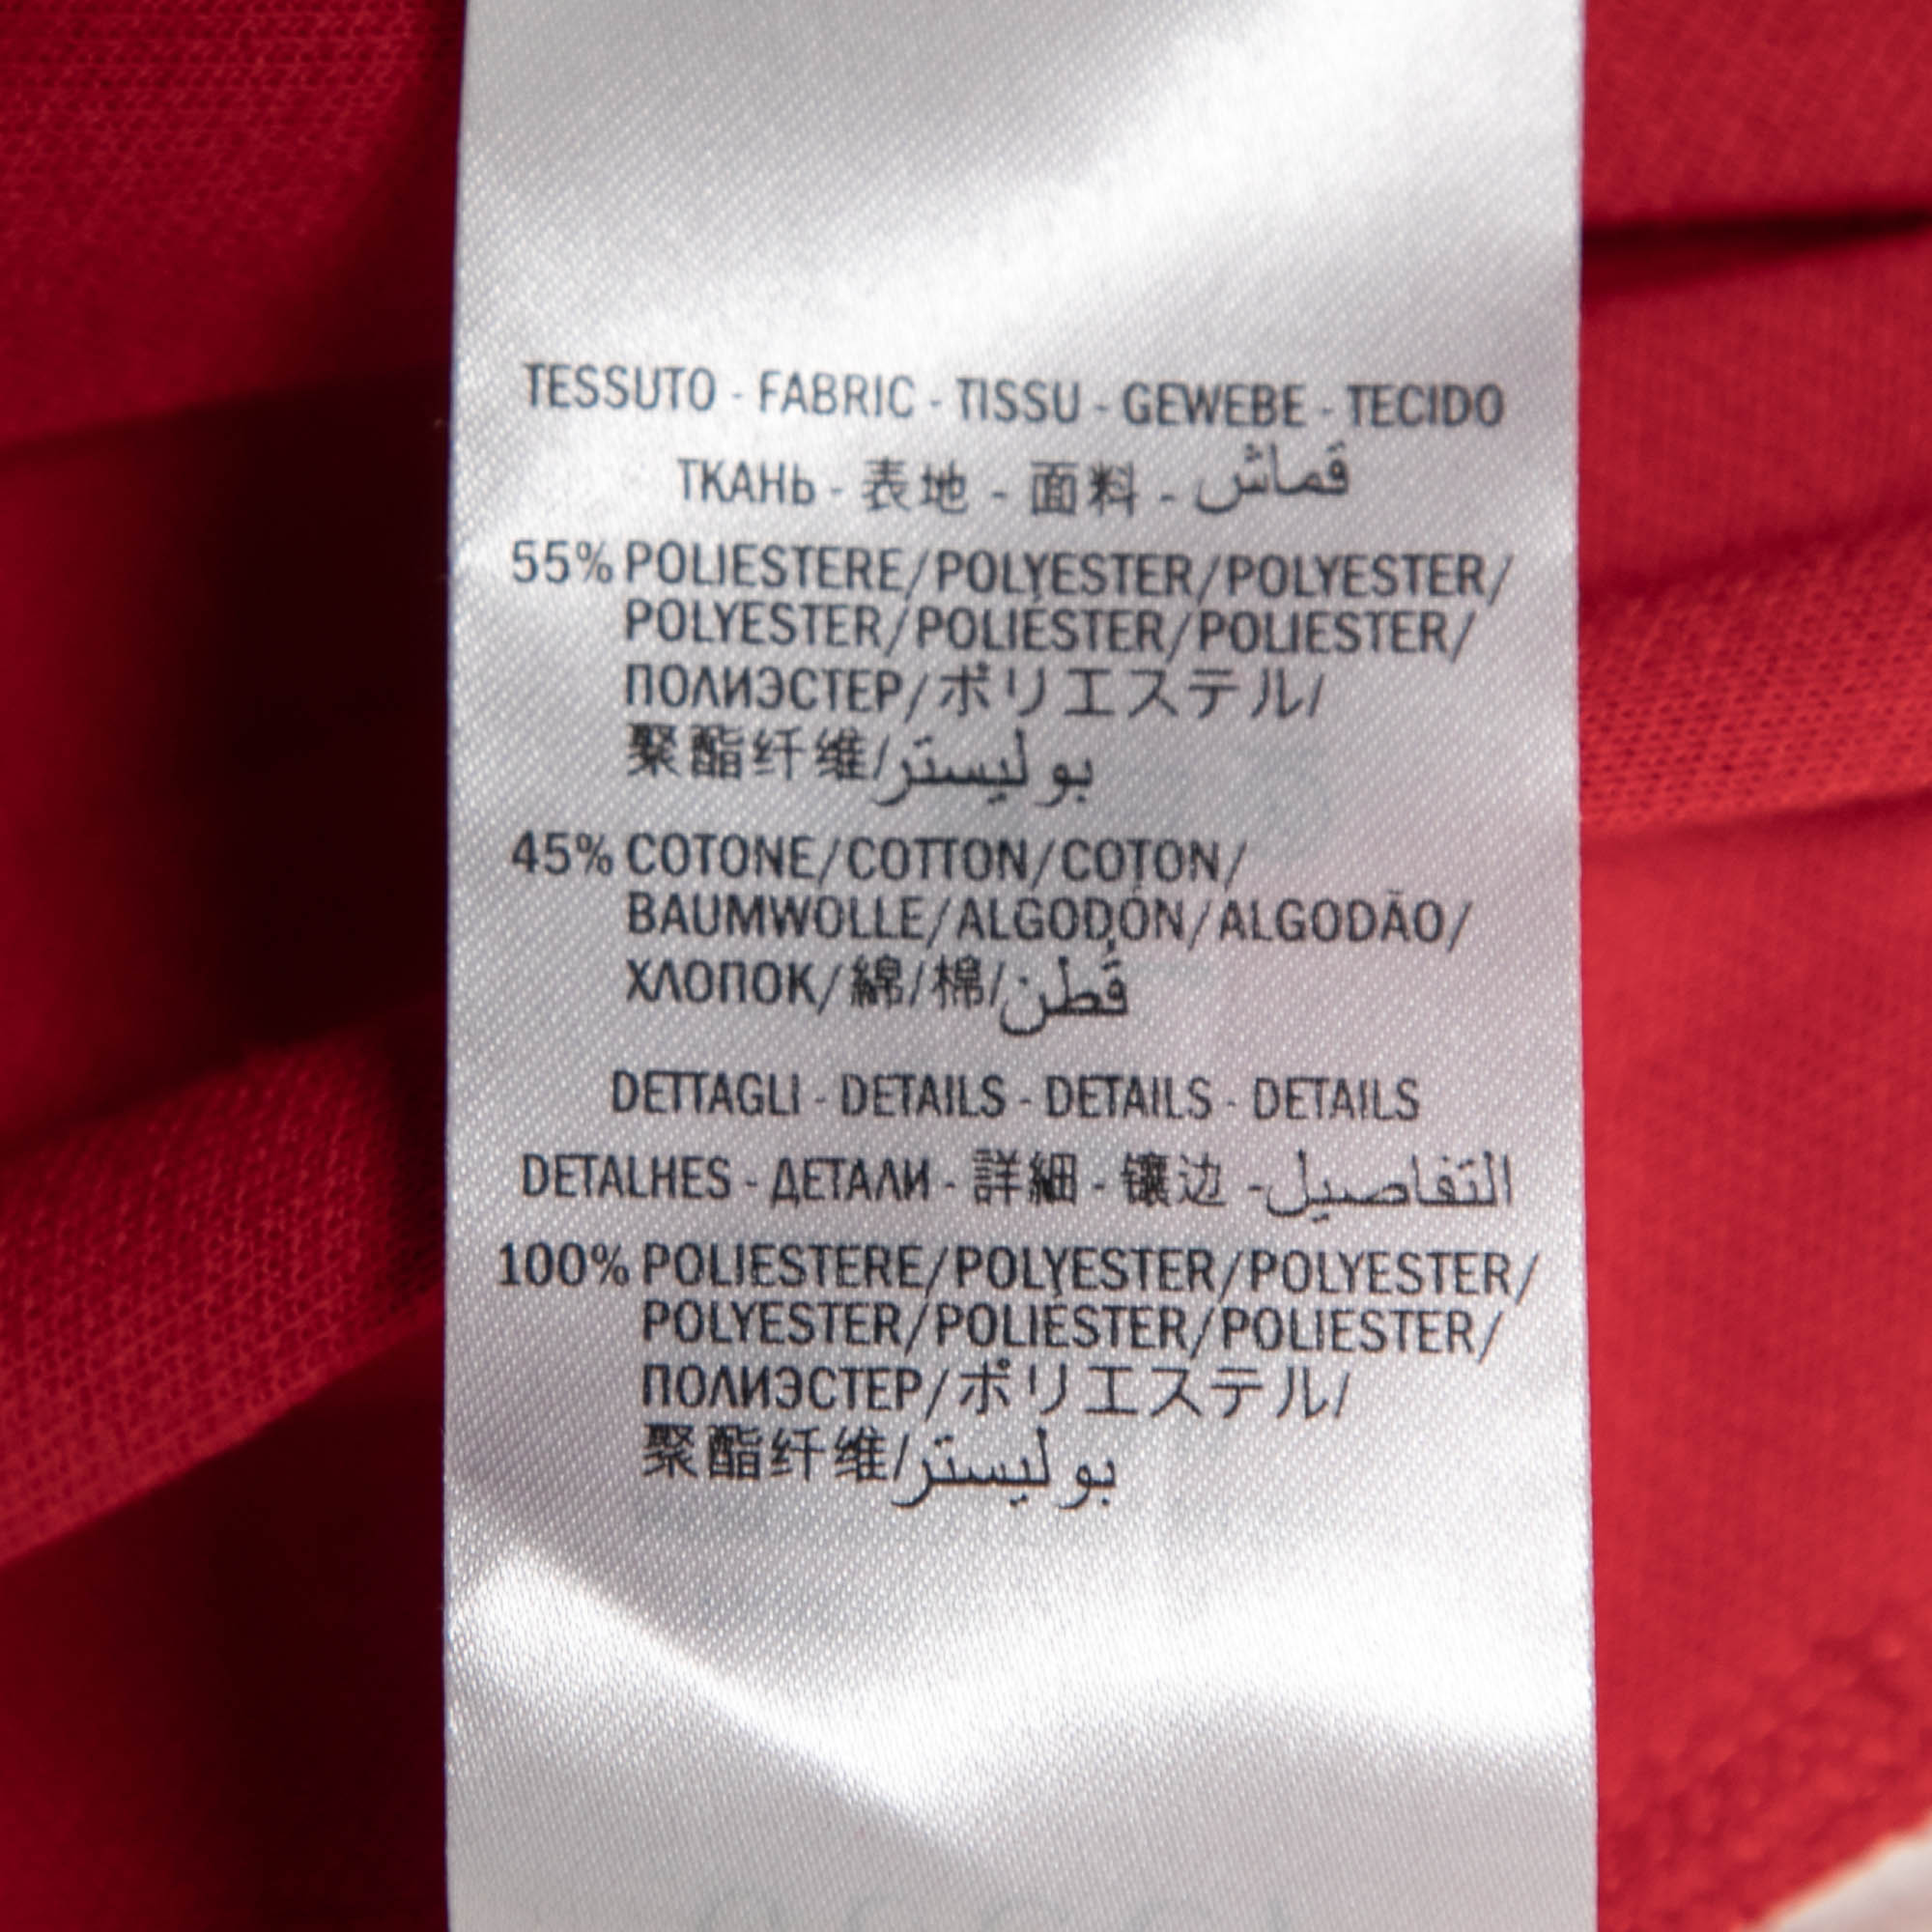 TESSUTO - FABRIC - TISSU - GEWEBE - TECIDO
ТКАНЬ - 表地 - 面料 - قماش
55% POLIESTERE/POLYESTER/POLYESTER/
POLYESTER/POLIÉSTER/POLIESTER/
ПОЛИЭСТЕР/ポリエステル/
聚酯纤维/بوليستر
45% COTONE/COTTON/COTON/
BAUMWOLLE/ALGODÓN/ALGODÃO/
ХЛОПОК/綿/棉/قُطن
DETTAGLI - DETAILS - DETAILS - DETAILS
DETALHES - ДЕТАЛИ - 詳細 - 镶边 - التفاصيل
100% POLIESTERE/POLYESTER/POLYESTER/
POLYESTER/POLIÉSTER/POLIESTER/
ПОЛИЭСТЕР/ポリエステル/
聚酯纤维/بوليستر